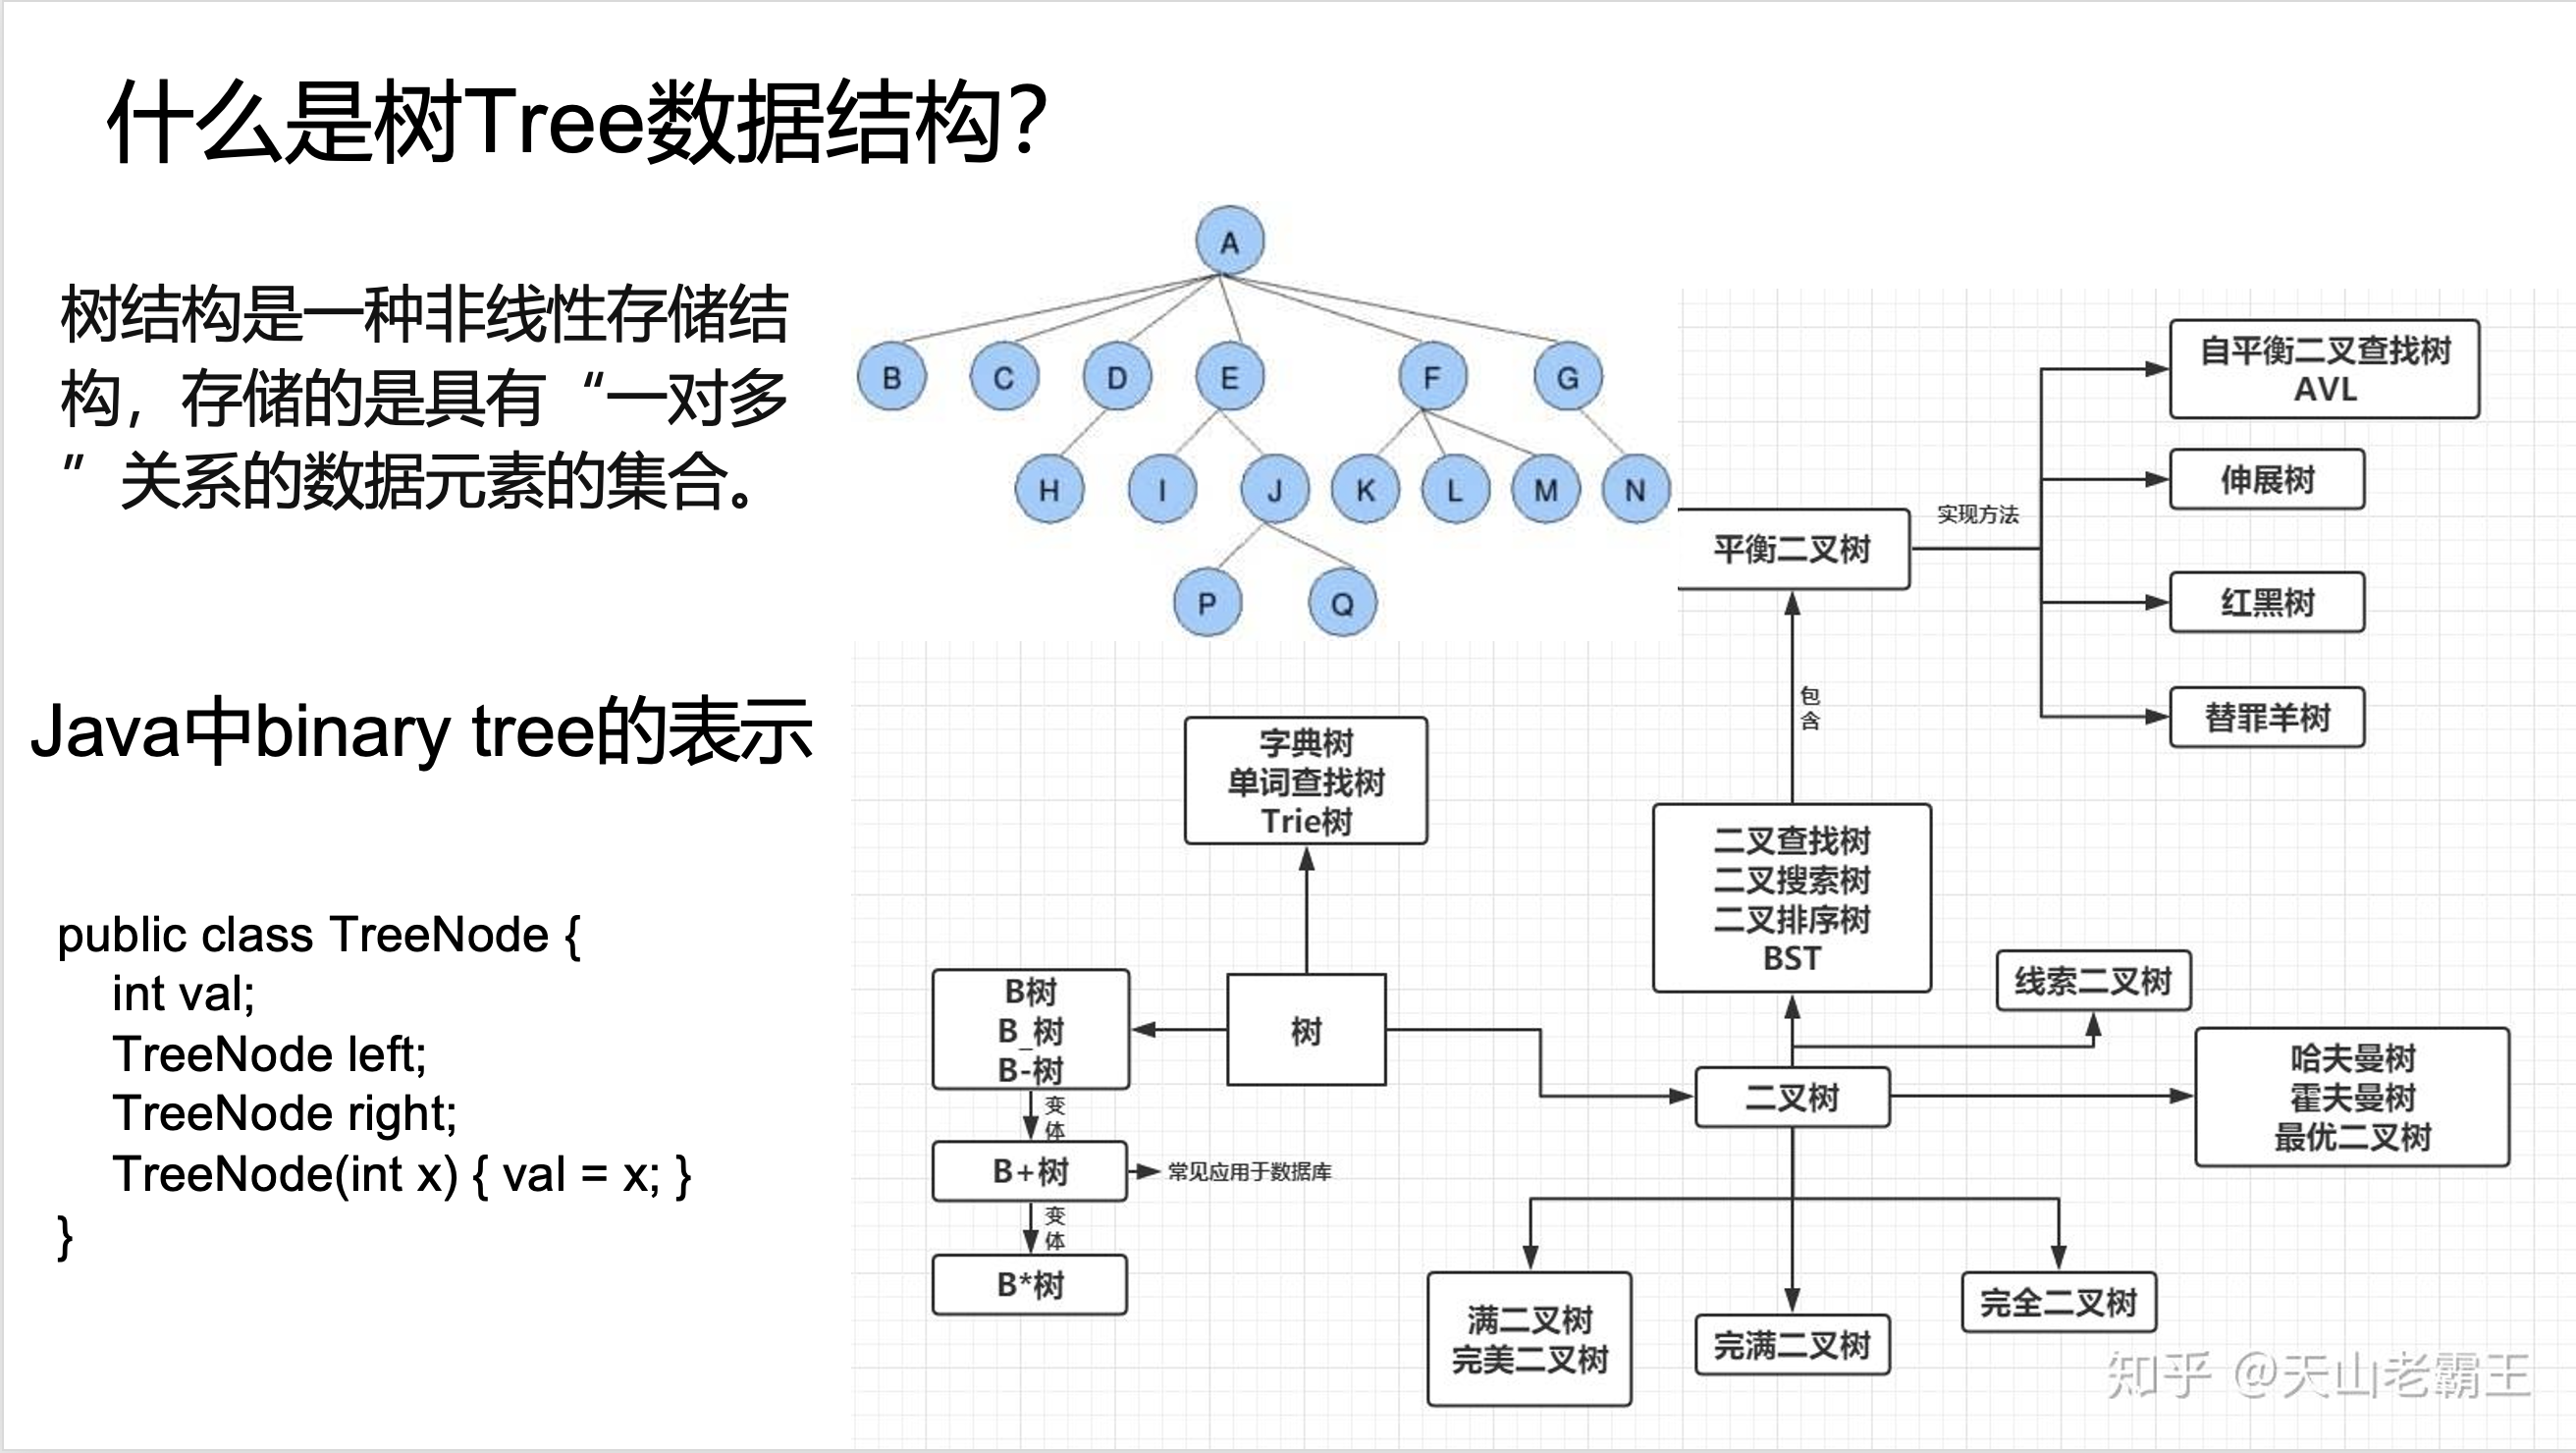 什么是树Tree数据结构？
树结构是一种非线性存储结
构，存储的是具有“一对多
”关系的数据元素的集合。
Java中binary tree的表示
public class TreeNode {
int val;
TreeNode left;
TreeNode right;
TreeNode(int x) { val = x; }
}
A
B
C
D
E
F
G
H
I
J
K
L
M
N
P
Q
自平衡二叉查找树
AVL
伸展树
实现方法
平衡二叉树
红黑树
替罪羊树
包
含
字典树
单词查找树
Trie树
二叉查找树
二叉搜索树
二叉排序树
BST
线索二叉树
B树
B_树
B-树
树
二叉树
哈夫曼树
霍夫曼树
最优二叉树
变
体
B+树
常见应用于数据库
变
体
B*树
满二叉树
完美二叉树
完满二叉树
完全二叉树
知乎 @天山老霸王